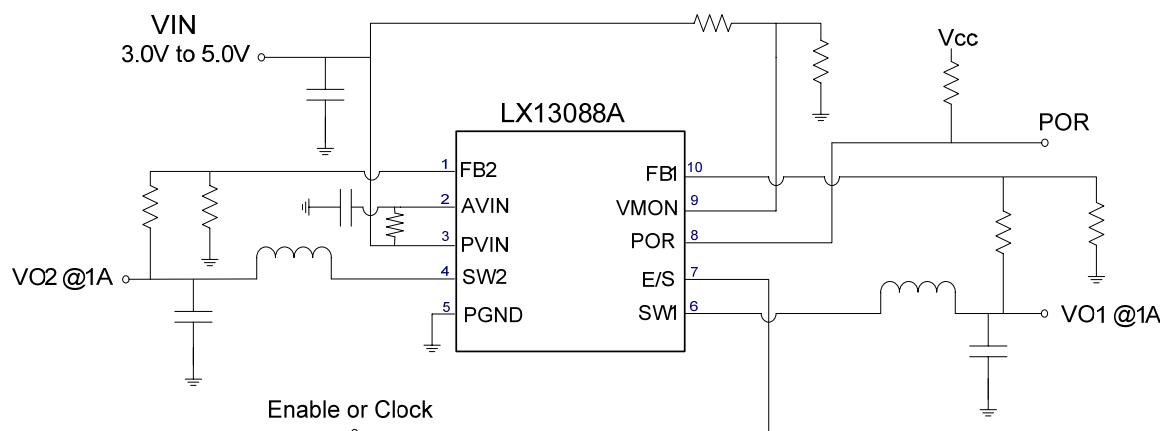 VIN
3.0V to 5.0V
Vcc
LX13088A
POR
1 FB2
FB1 10
2 AVIN
VMON 9
3 PVIN
POR 8
VO2 @1A
4 SW2
E/S 7
5 PGND
SW1 6
VO1 @1A
Enable or Clock